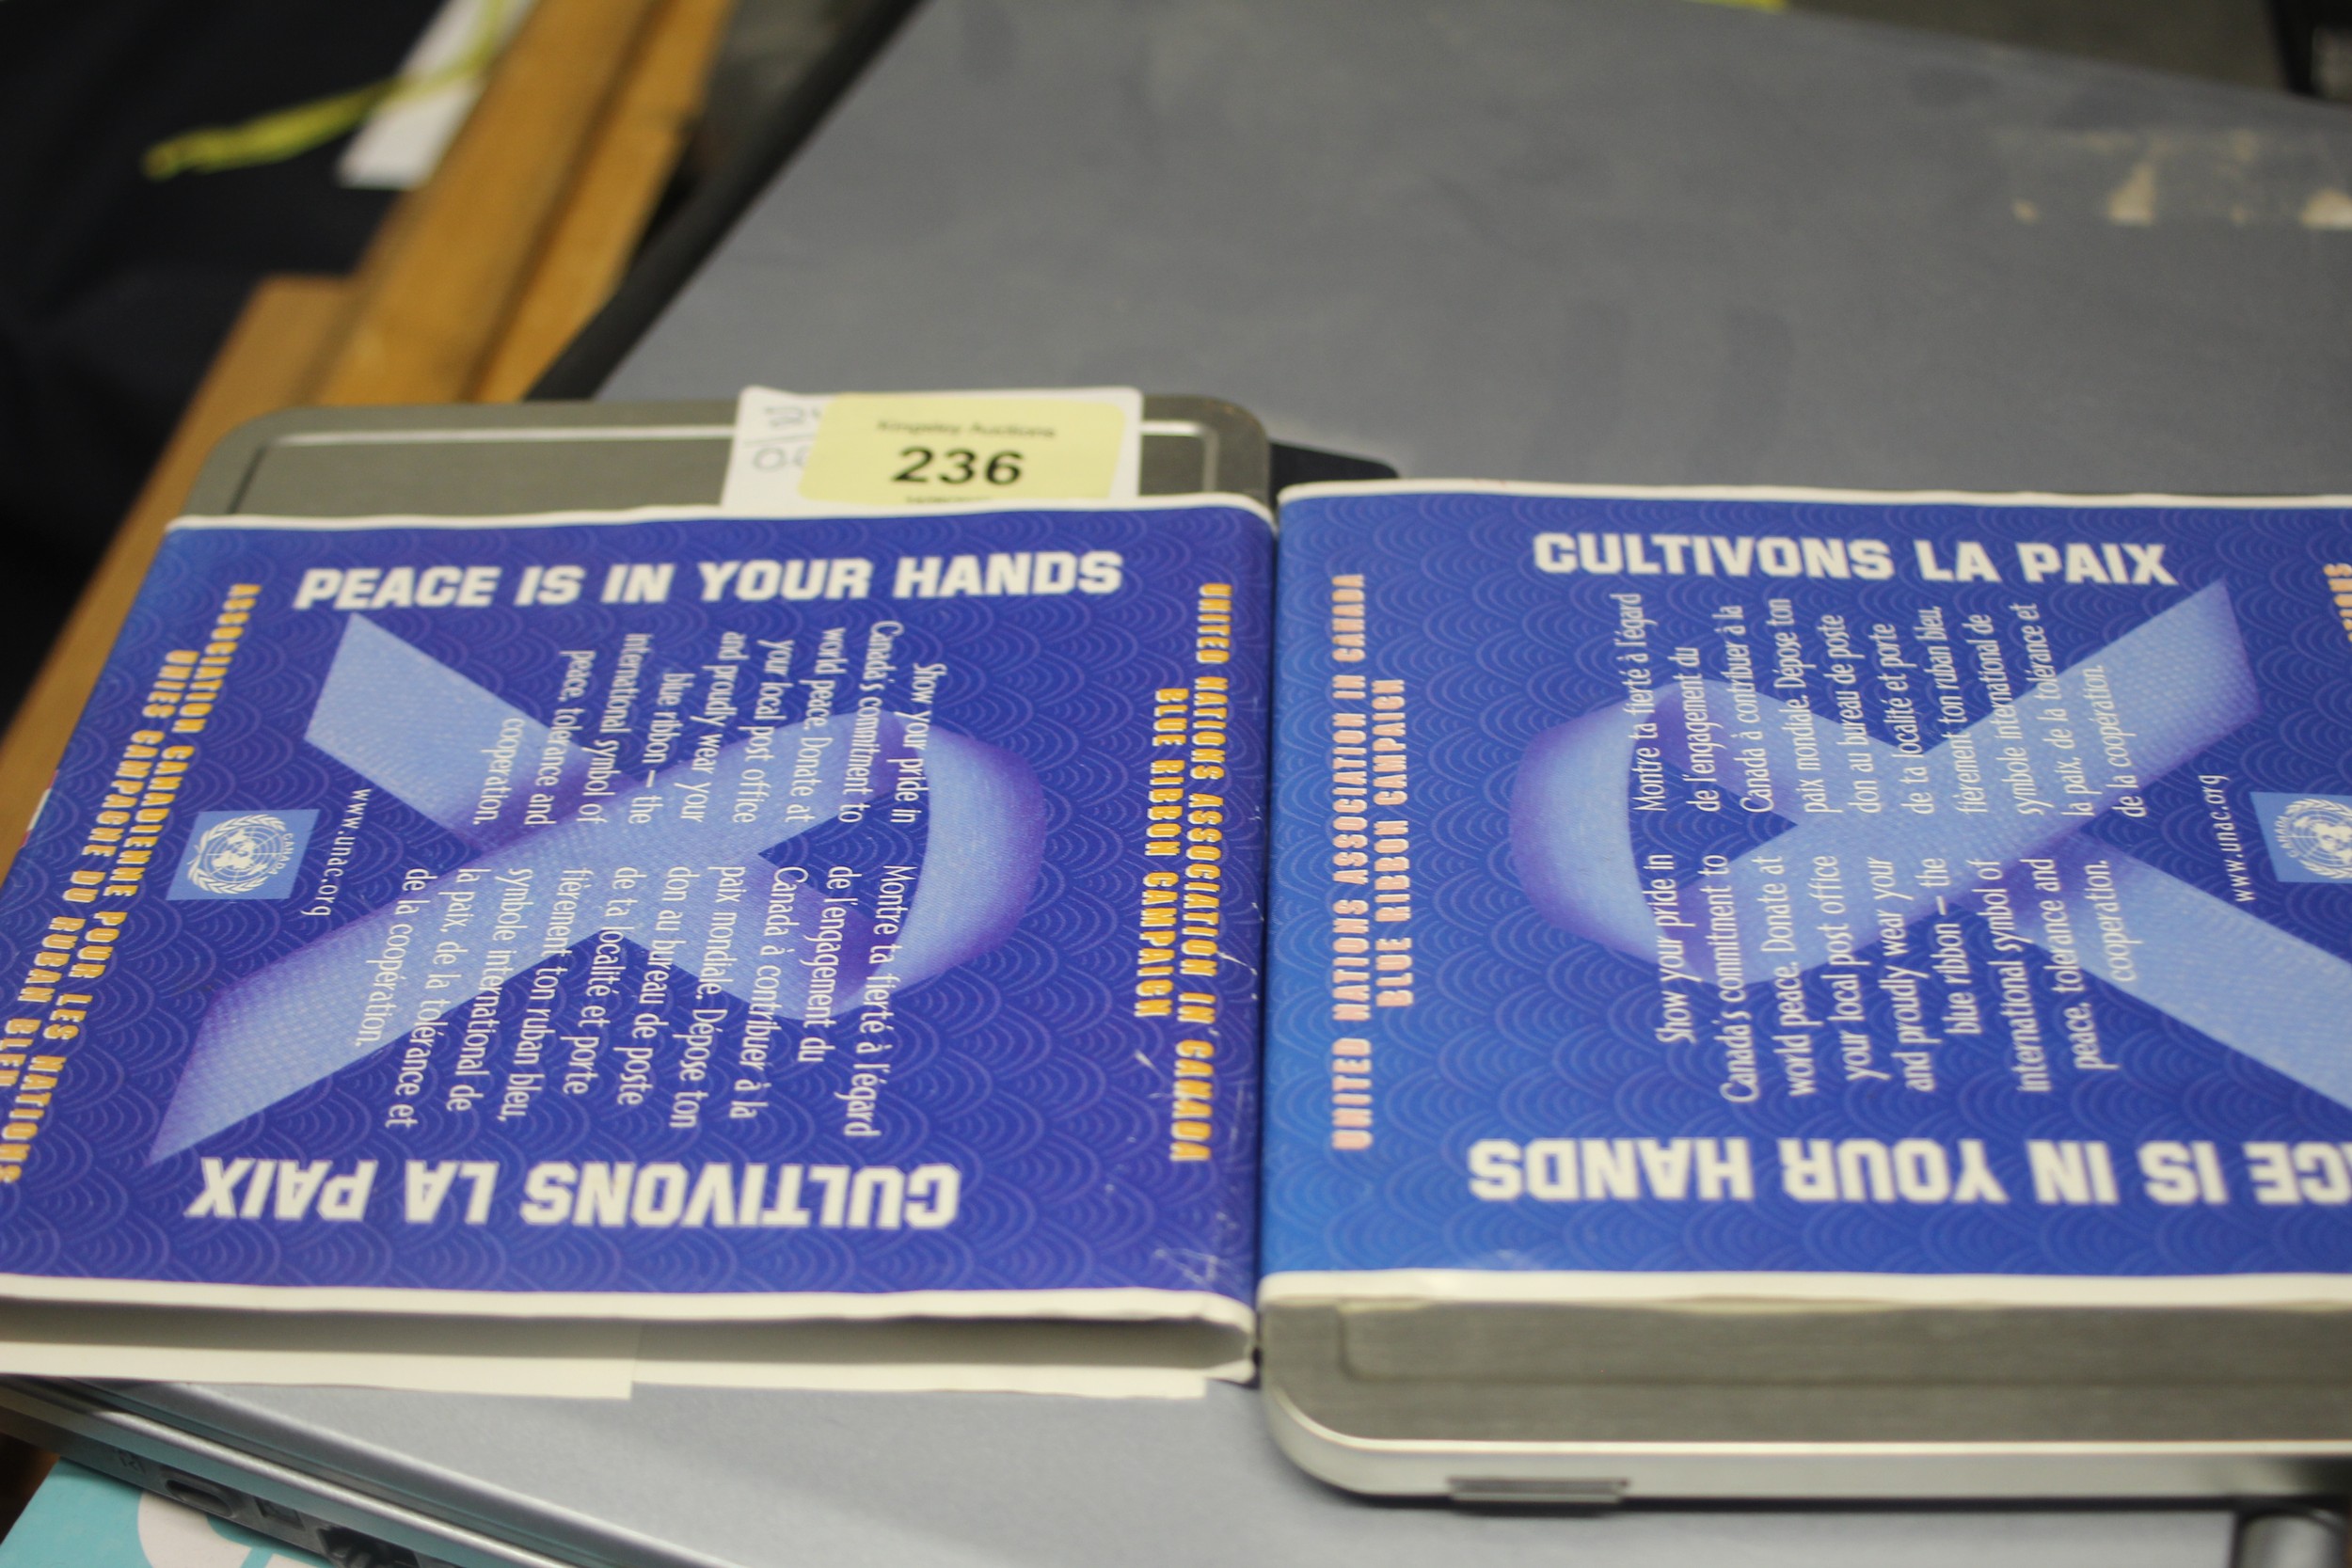 Kingsley Auctions
236
PEACE IS IN YOUR HANDS
UNITED NATIONS ASSOCIATION IN CANADA
BLUE RIBBON CAMPAIGN
Show your pride in
Canada's commitment to
world peace. Donate at
your local post office
and proudly wear your
blue ribbon – the
international symbol of
peace, tolerance and
cooperation.
Montre ta fierté à l'égard
de l'engagement du
Canada à contribuer à la
paix mondiale. Dépose ton
don au bureau de poste
de ta localité et porte
fièrement ton ruban bleu,
symbole international de
la paix, de la tolérance et
de la coopération.
www.unac.org
CANADA
ASSOCIATION CANADIENNE POUR LES NATIONS
UNIES CAMPAGNE DU RUBAN BLEU
CULTIVONS LA PAIX
CULTIVONS LA PAIX
UNITED NATIONS ASSOCIATION IN CANADA
BLUE RIBBON CAMPAIGN
Montre ta fierté à l'égard
de l'engagement du
Canada à contribuer à la
paix mondiale. Dépose ton
don au bureau de poste
de ta localité et porte
fièrement ton ruban bleu,
symbole international de
la paix, de la tolérance et
de la coopération.
Show your pride in
Canada's commitment to
world peace. Donate at
your local post office
and proudly wear your
blue ribbon – the
international symbol of
peace, tolerance and
cooperation.
www.unac.org
CANADA
IS IN YOUR HANDS